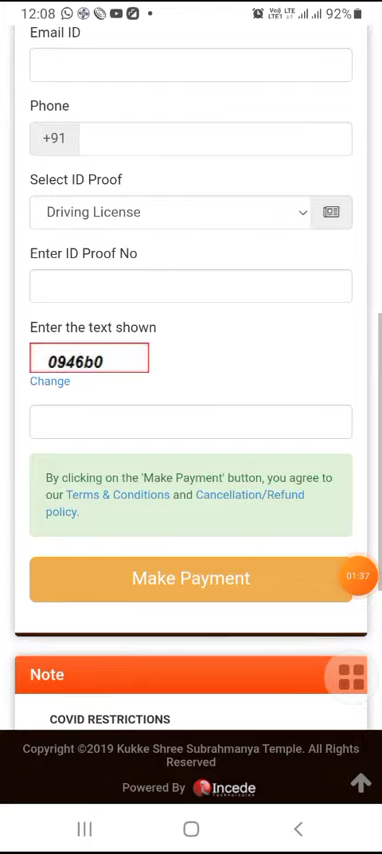 12:08 Vo)) LTE LTE1 92%
Email ID
Phone
+91
Select ID Proof
Driving License
Enter ID Proof No
Enter the text shown
0946b0
Change
By clicking on the 'Make Payment' button, you agree to
our Terms & Conditions and Cancellation/Refund
policy.
Make Payment
01:37
Note
COVID RESTRICTIONS
Copyright ©2019 Kukke Shree Subrahmanya Temple. All Rights
Reserved
Powered By Incede